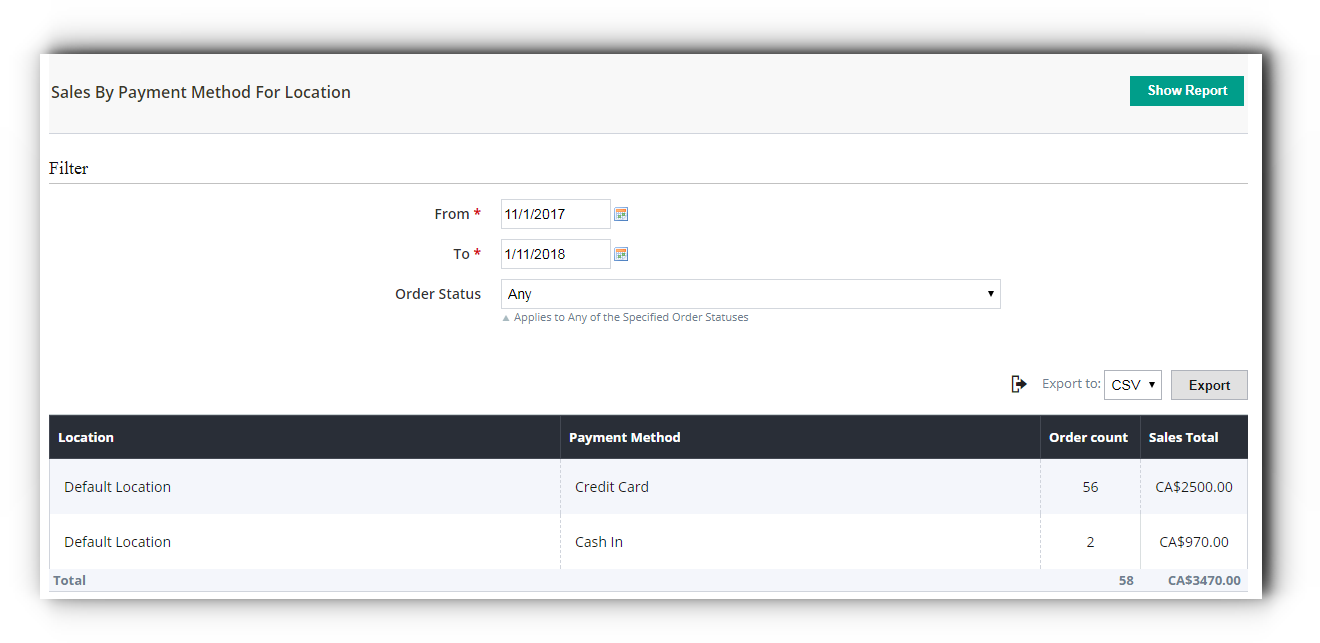 Sales By Payment Method For Location
Show Report
Filter
From *
11/1/2017
To *
1/11/2018
Order Status
Any
Applies to Any of the Specified Order Statuses
Export to: CSV Export
Location Payment Method Order count Sales Total
Default Location Credit Card 56 CA$2500.00
Default Location Cash In 2 CA$970.00
Total 58 CA$3470.00